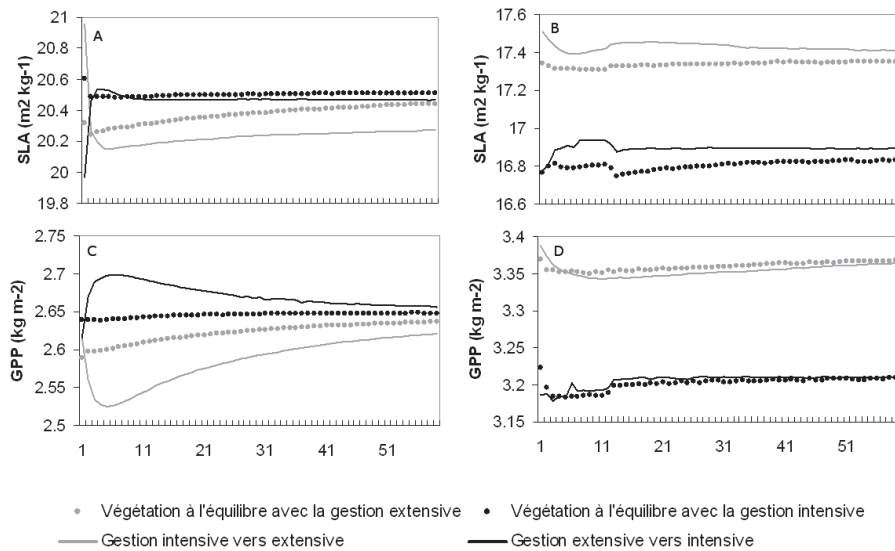 A
SLA (m2 kg-1)
21
20.8
20.6
20.4
20.2
20
19.8
B
SLA (m2 kg-1)
17.6
17.4
17.2
17
16.8
16.6
C
GPP (kg m-2)
2.75
2.7
2.65
2.6
2.55
2.5
1 11 21 31 41 51
D
GPP (kg m-2)
3.4
3.35
3.3
3.25
3.2
3.15
1 11 21 31 41 51
Végétation à l'équilibre avec la gestion extensive
Végétation à l'équilibre avec la gestion intensive
Gestion intensive vers extensive
Gestion extensive vers intensive